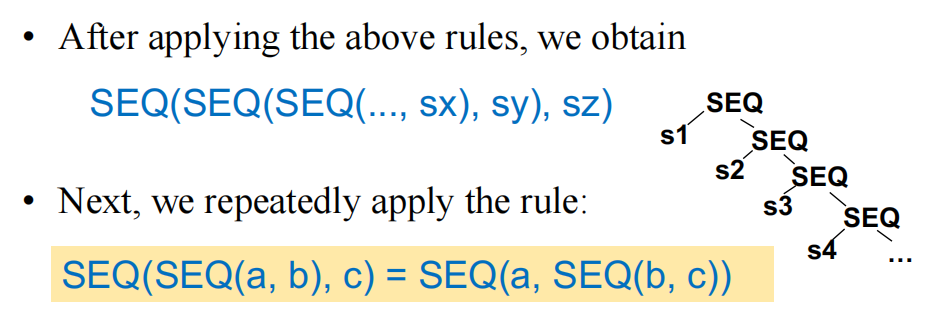 • After applying the above rules, we obtain
SEQ(SEQ(SEQ(..., sx), sy), sz)
• Next, we repeatedly apply the rule:
SEQ(SEQ(a, b), c) = SEQ(a, SEQ(b, c))
SEQ
s1
SEQ
s2
SEQ
s3
SEQ
s4
...